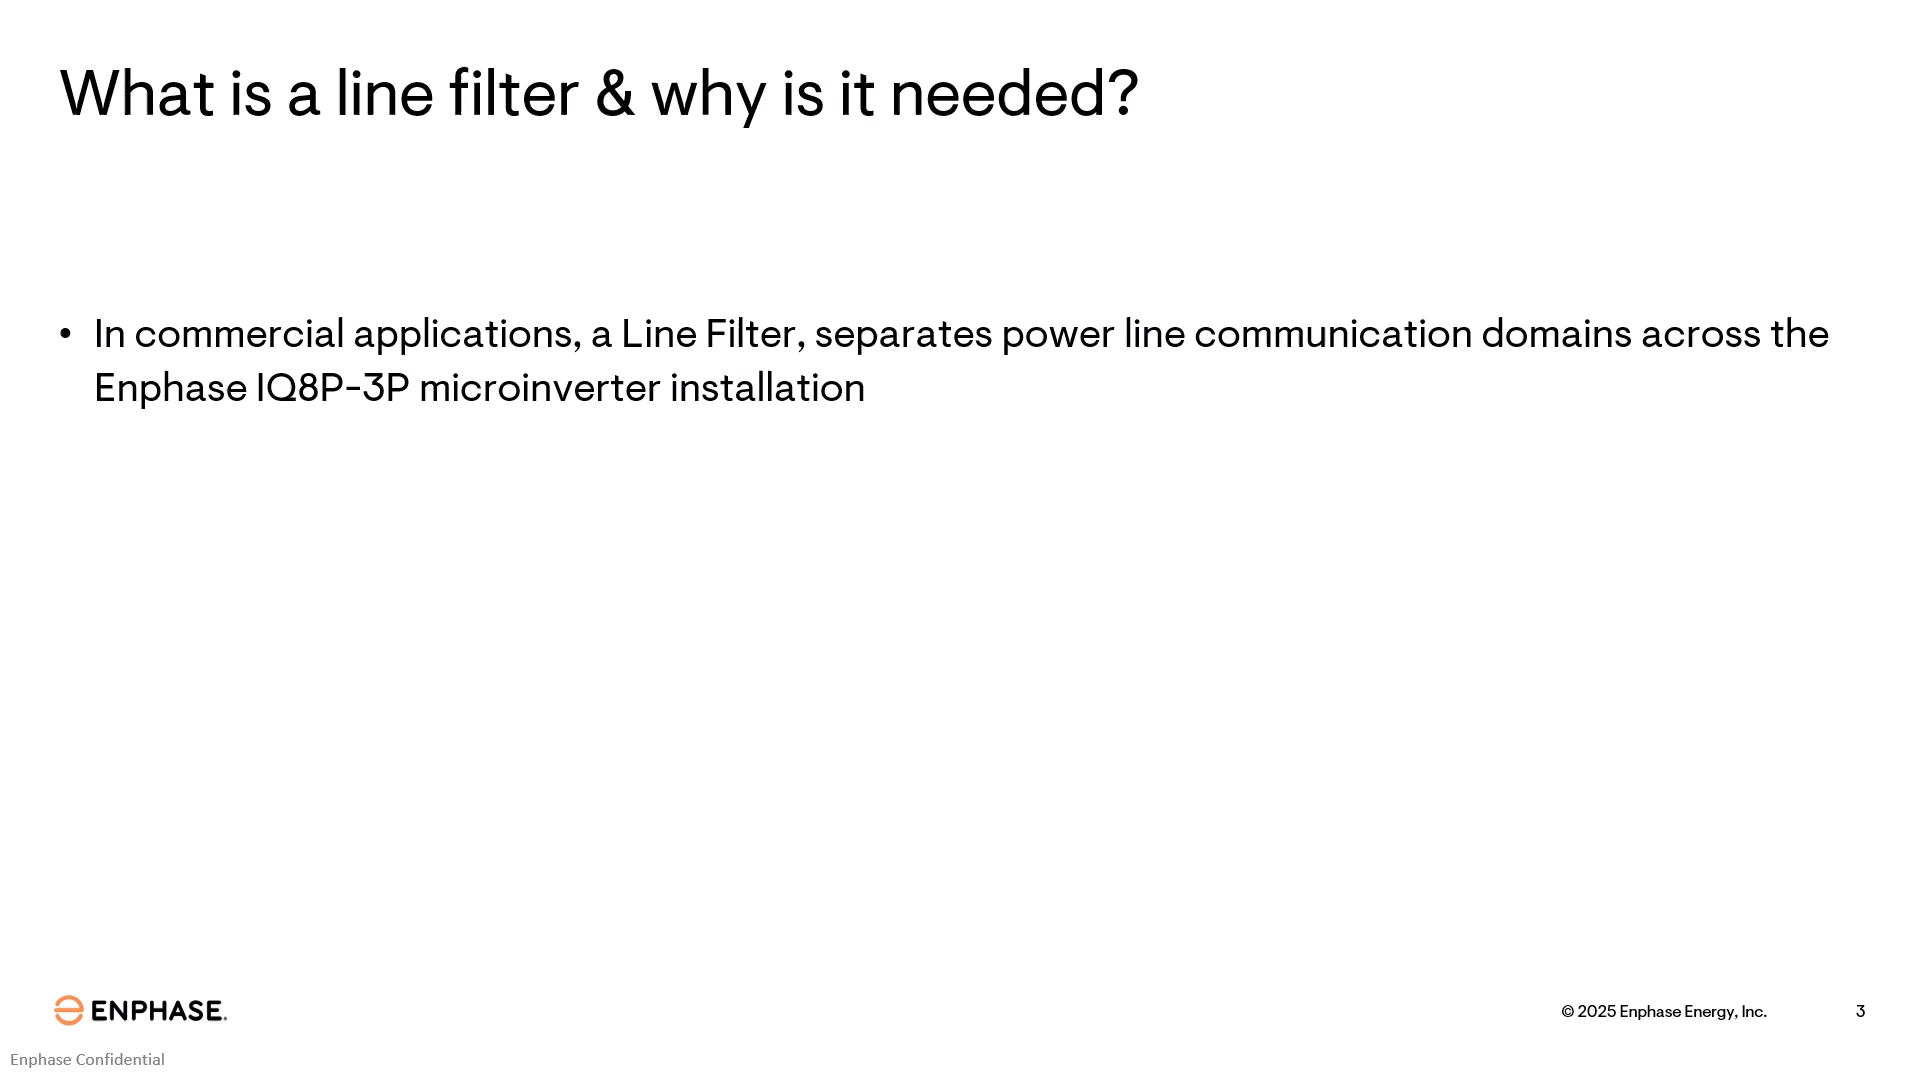 What is a line filter & why is it needed?
• In commercial applications, a Line Filter, separates power line communication domains across the
Enphase IQ8P-3P microinverter installation
ENPHASE.
© 2025 Enphase Energy, Inc.
3
Enphase Confidential